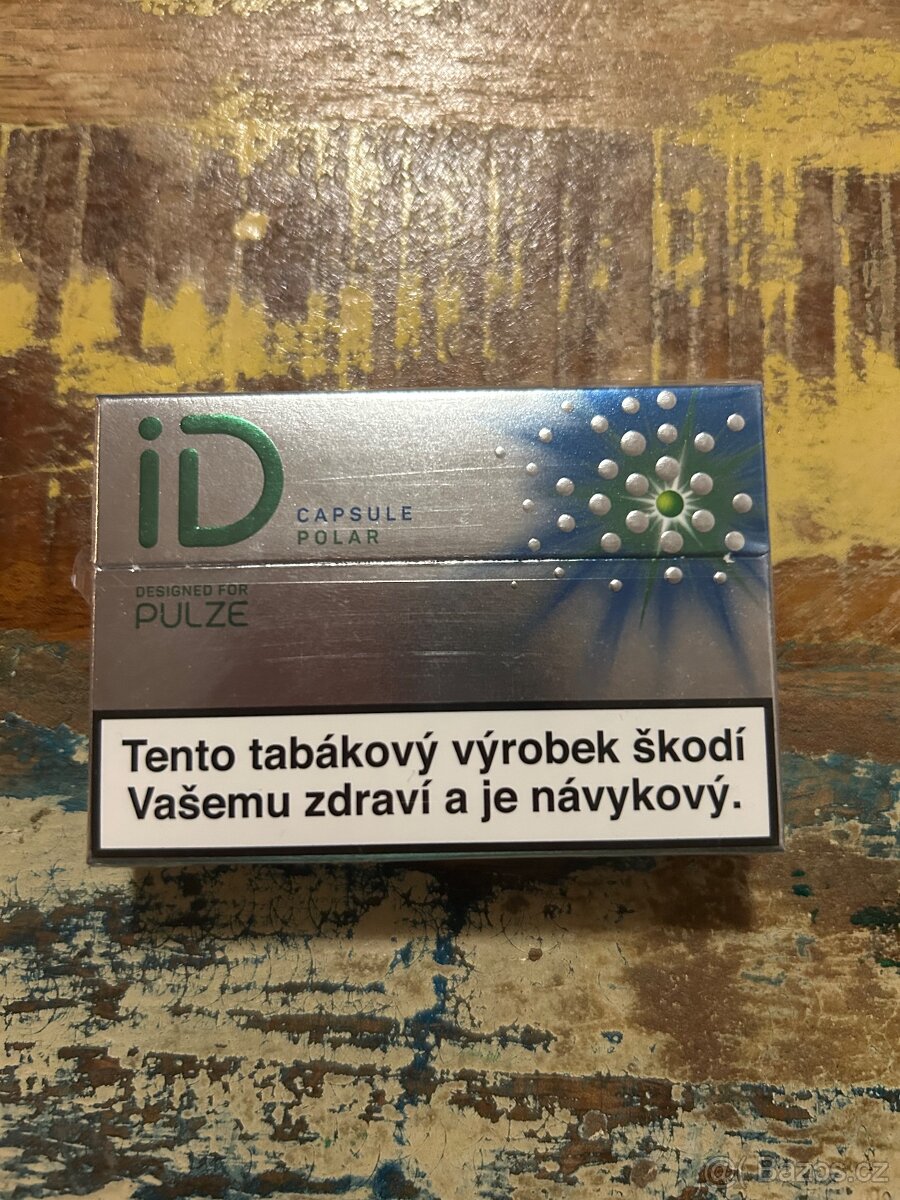 iD
CAPSULE
POLAR
DESIGNED FOR
PULZE
Tento tabákový výrobek škodí
Vašemu zdraví a je návykový.
Bazos.cz